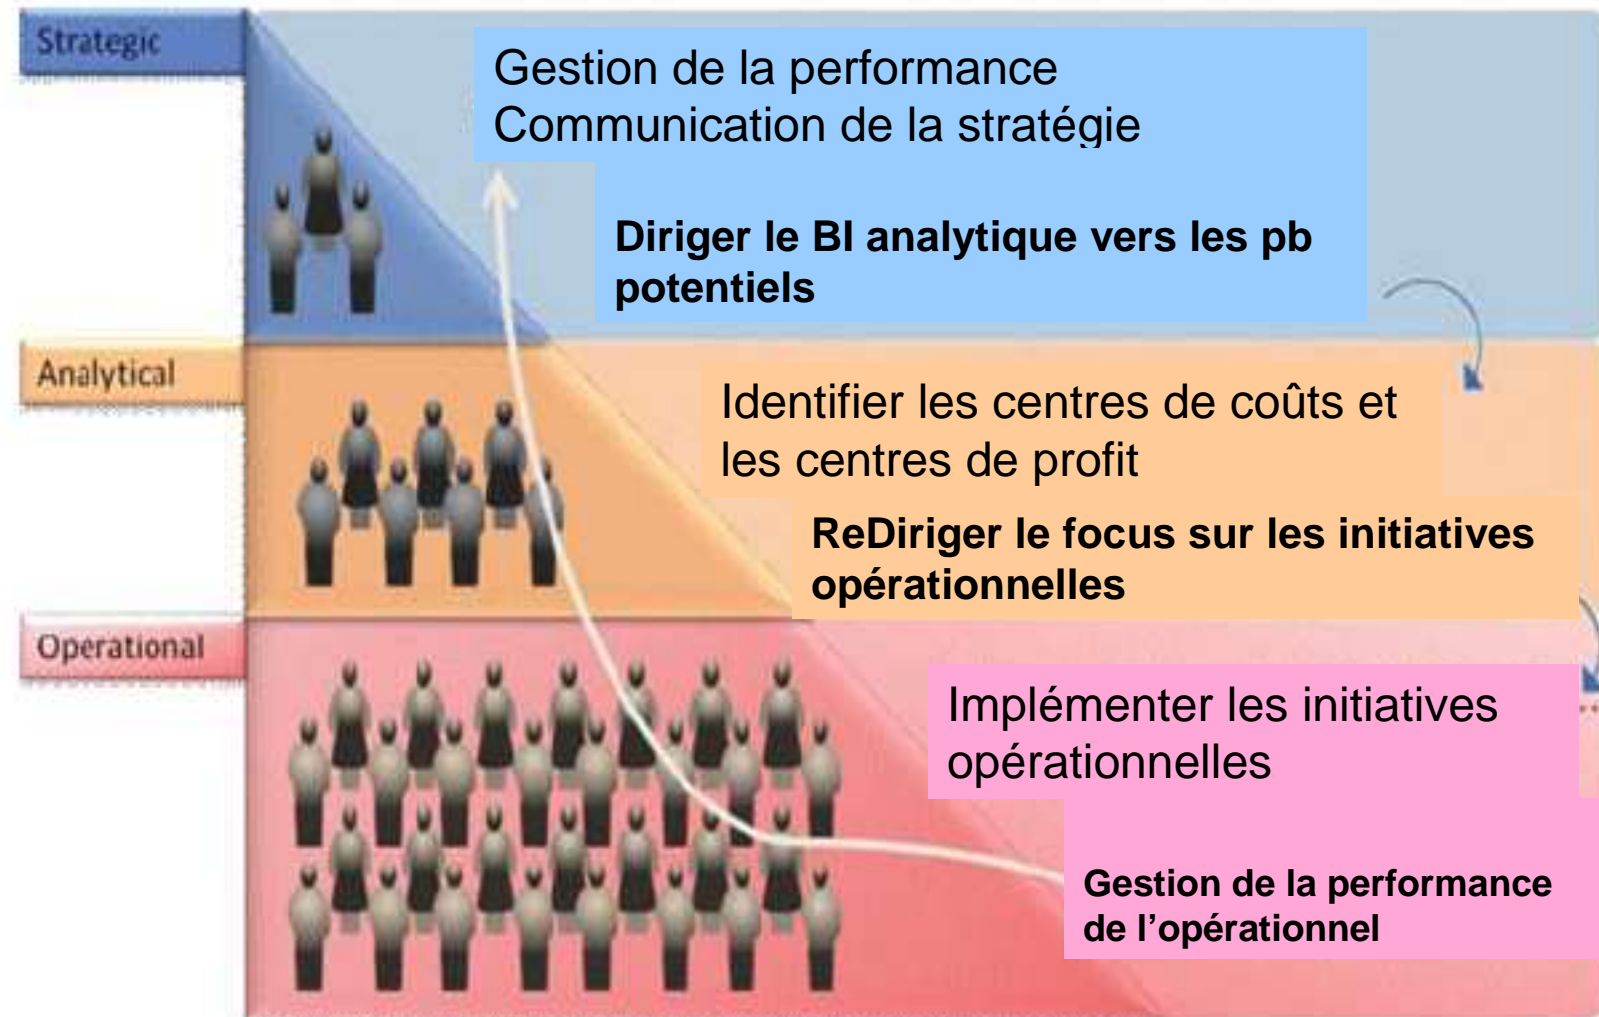 Strategic
Gestion de la performance
Communication de la stratégie
Diriger le BI analytique vers les pb
potentiels
Analytical
Identifier les centres de coûts et
les centres de profit
ReDiriger le focus sur les initiatives
opérationnelles
Operational
Implémenter les initiatives
opérationnelles
Gestion de la performance
de l’opérationnel